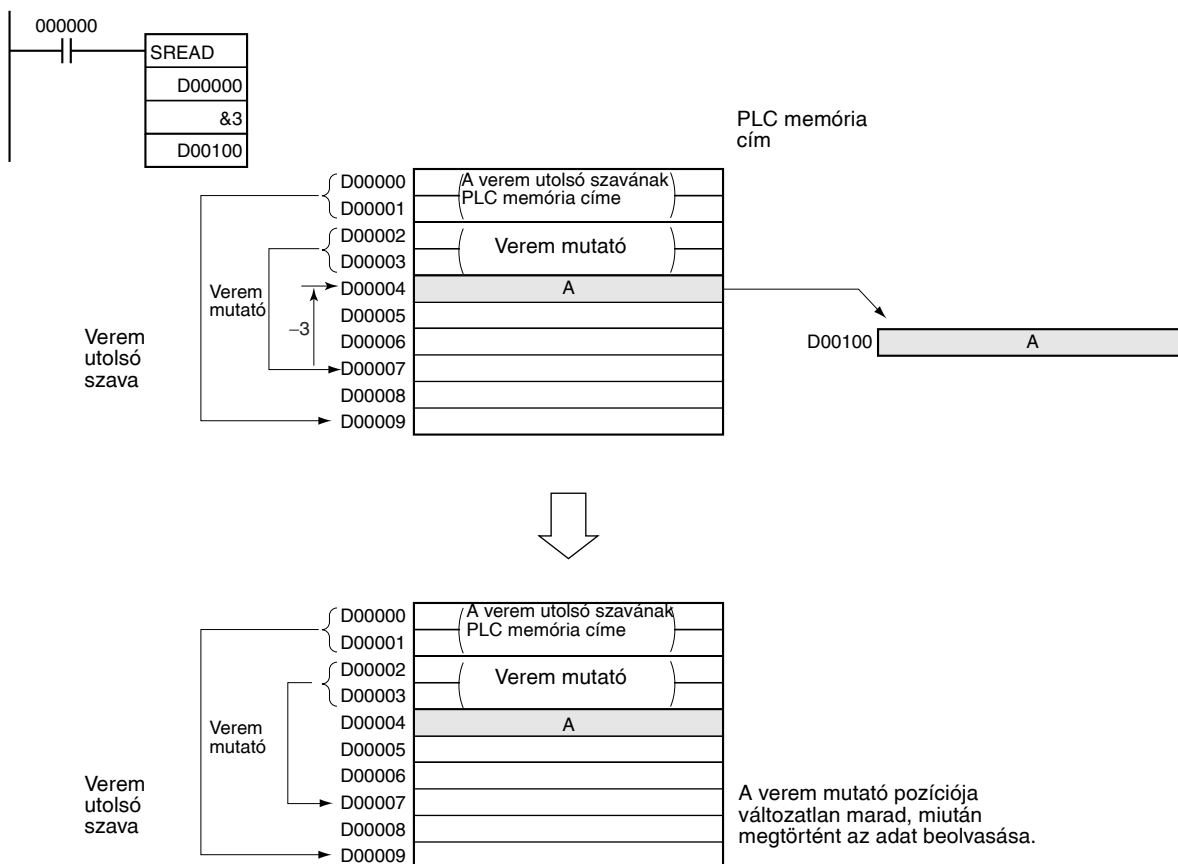 000000
SREAD
D00000
&3
D00100
PLC memória
cím
D00000
A verem utolsó szavának
D00001
PLC memória címe
D00002
Verem mutató
D00003
D00004
A
Verem
mutató
–3
D00005
D00006
D00007
D00008
D00009
Verem
utolsó
szava
D00100
A
D00000
A verem utolsó szavának
D00001
PLC memória címe
D00002
Verem mutató
D00003
D00004
A
Verem
mutató
D00005
D00006
D00007
D00008
D00009
Verem
utolsó
szava
A verem mutató pozíciója
változatlan marad, miután
megtörtént az adat beolvasása.